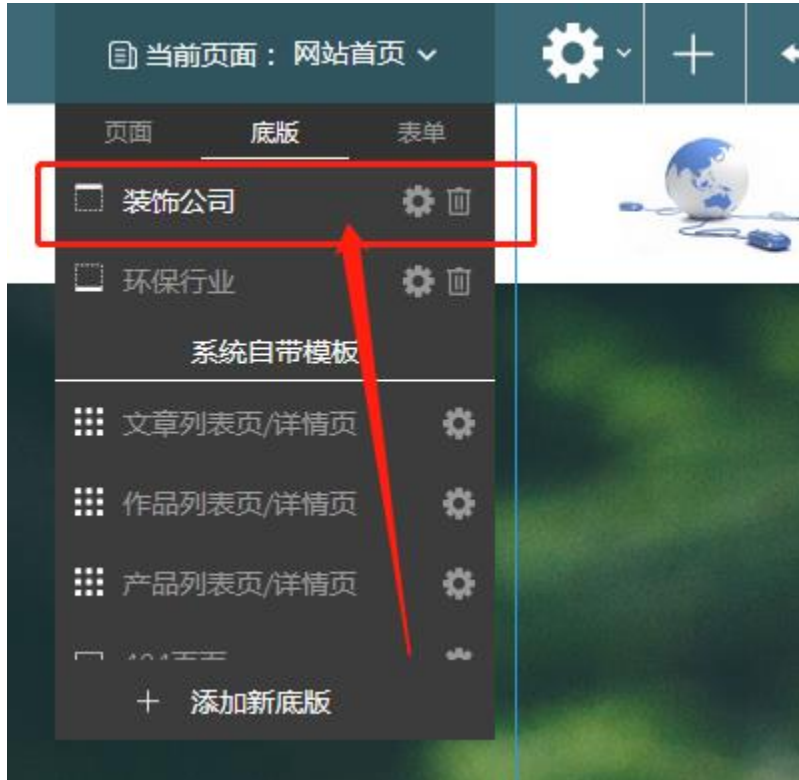 当前页面： 网站首页
页面 底版 表单
装饰公司
环保行业
系统自带模板
文章列表页/详情页
作品列表页/详情页
产品列表页/详情页
添加新底版